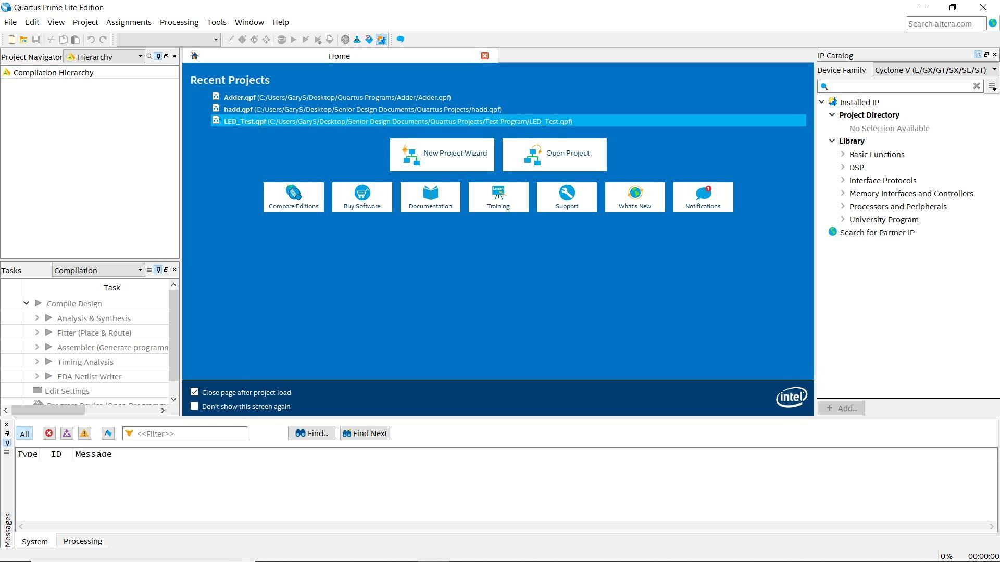 Quartus Prime Lite Edition
File Edit View Project Assignments Processing Tools Window Help
Search altera.com
Project Navigator Hierarchy
Compilation Hierarchy
Home
Recent Projects
Adder.qpf (C:/Users/GaryS/Desktop/Quartus Programs/Adder/Adder.qpf)
hadd.qpf (C:/Users/GaryS/Desktop/Senior Design Documents/Quartus Projects/hadd.qpf)
LED_Test.qpf (C:/Users/GaryS/Desktop/Senior Design Documents/Quartus Projects/Test Program/LED_Test.qpf)
New Project Wizard
Open Project
Compare Editions
Buy Software
Documentation
Learn
Training
Support
What's New
1
Notifications
Close page after project load
Don't show this screen again
intel
IP Catalog
Device Family Cyclone V (E/GX/GT/SX/SE/ST)
Installed IP
Project Directory
No Selection Available
Library
Basic Functions
DSP
Interface Protocols
Memory Interfaces and Controllers
Processors and Peripherals
University Program
Search for Partner IP
+ Add...
Tasks Compilation
Task
Compile Design
Analysis & Synthesis
Fitter (Place & Route)
Assembler (Generate programm
Timing Analysis
EDA Netlist Writer
Edit Settings
Program Device (Open Programme
All
<<Filter>>
Find...
Find Next
Type ID Message
Messages
System Processing
0% 00:00:00